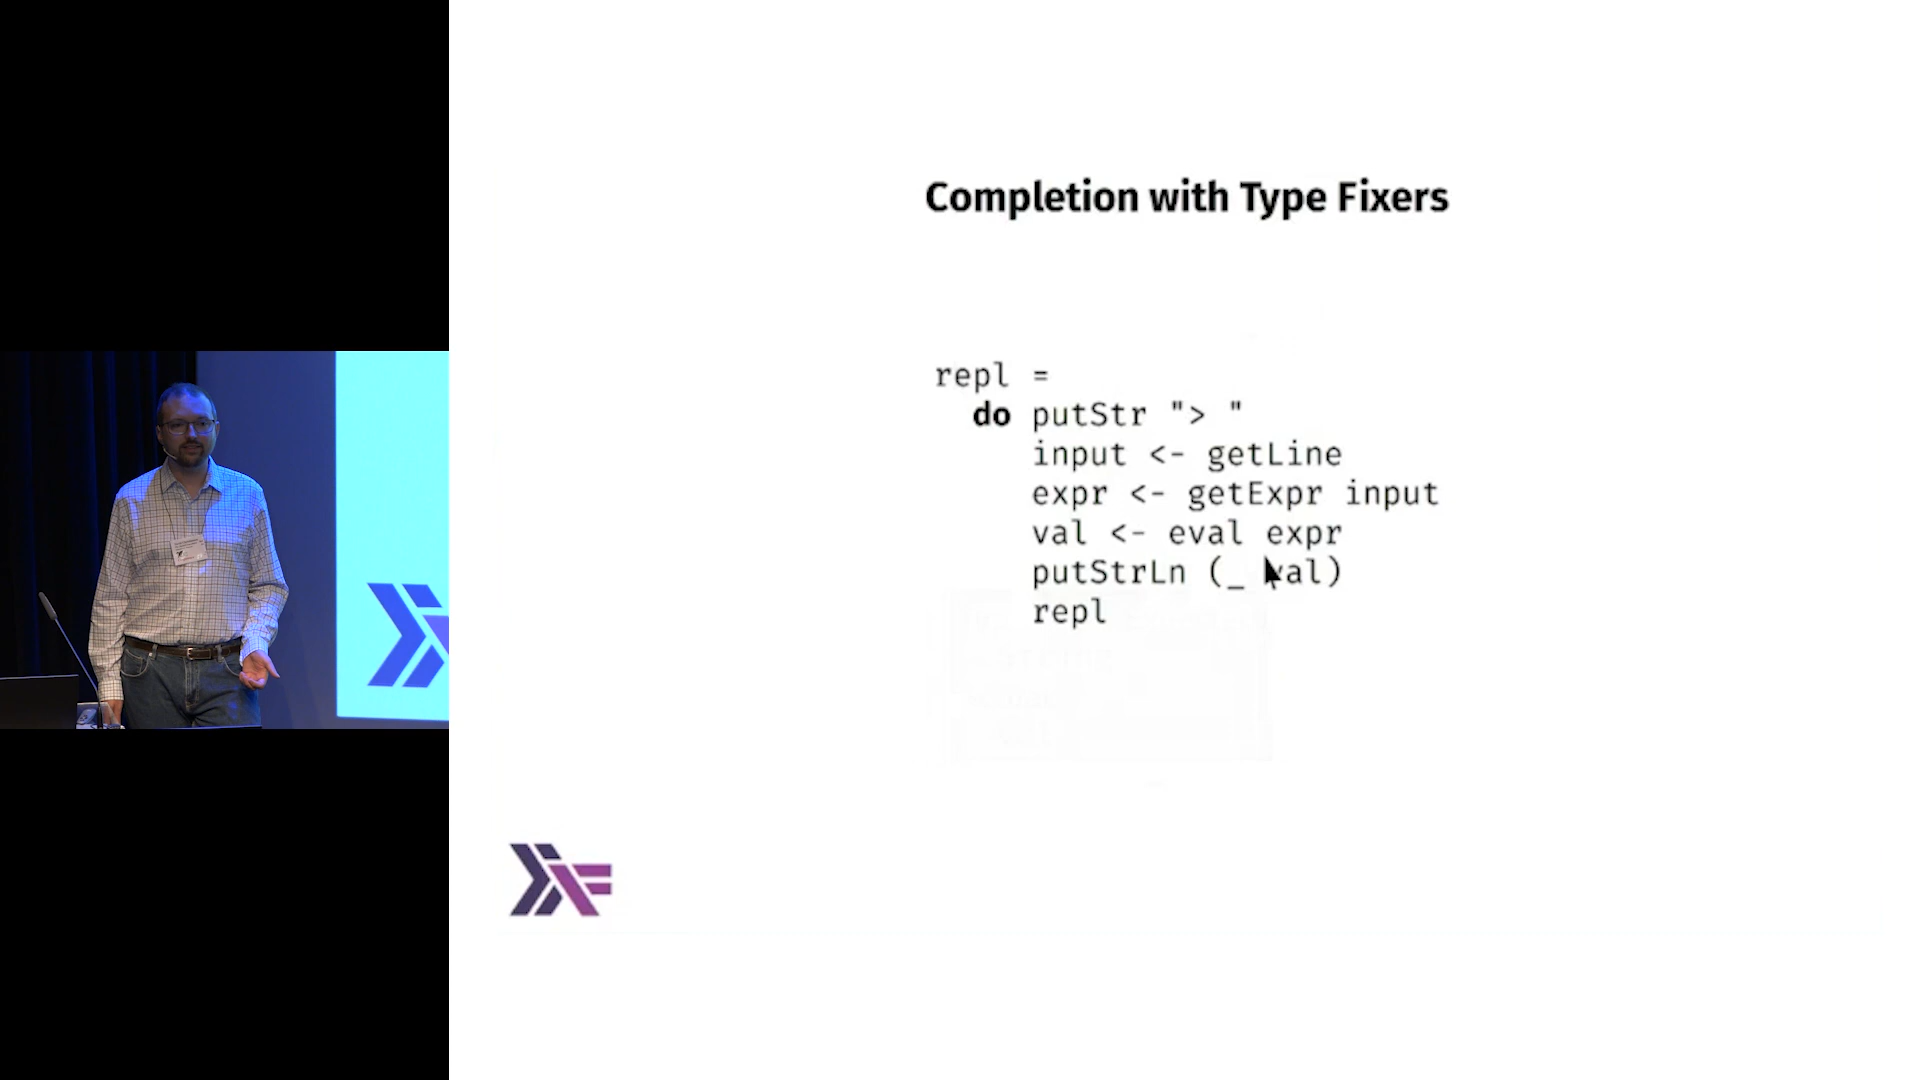 Completion with Type Fixers
repl =
do putStr "> "
input <- getLine
expr <- getExpr input
val <- eval expr
putStrLn (_ val)
repl